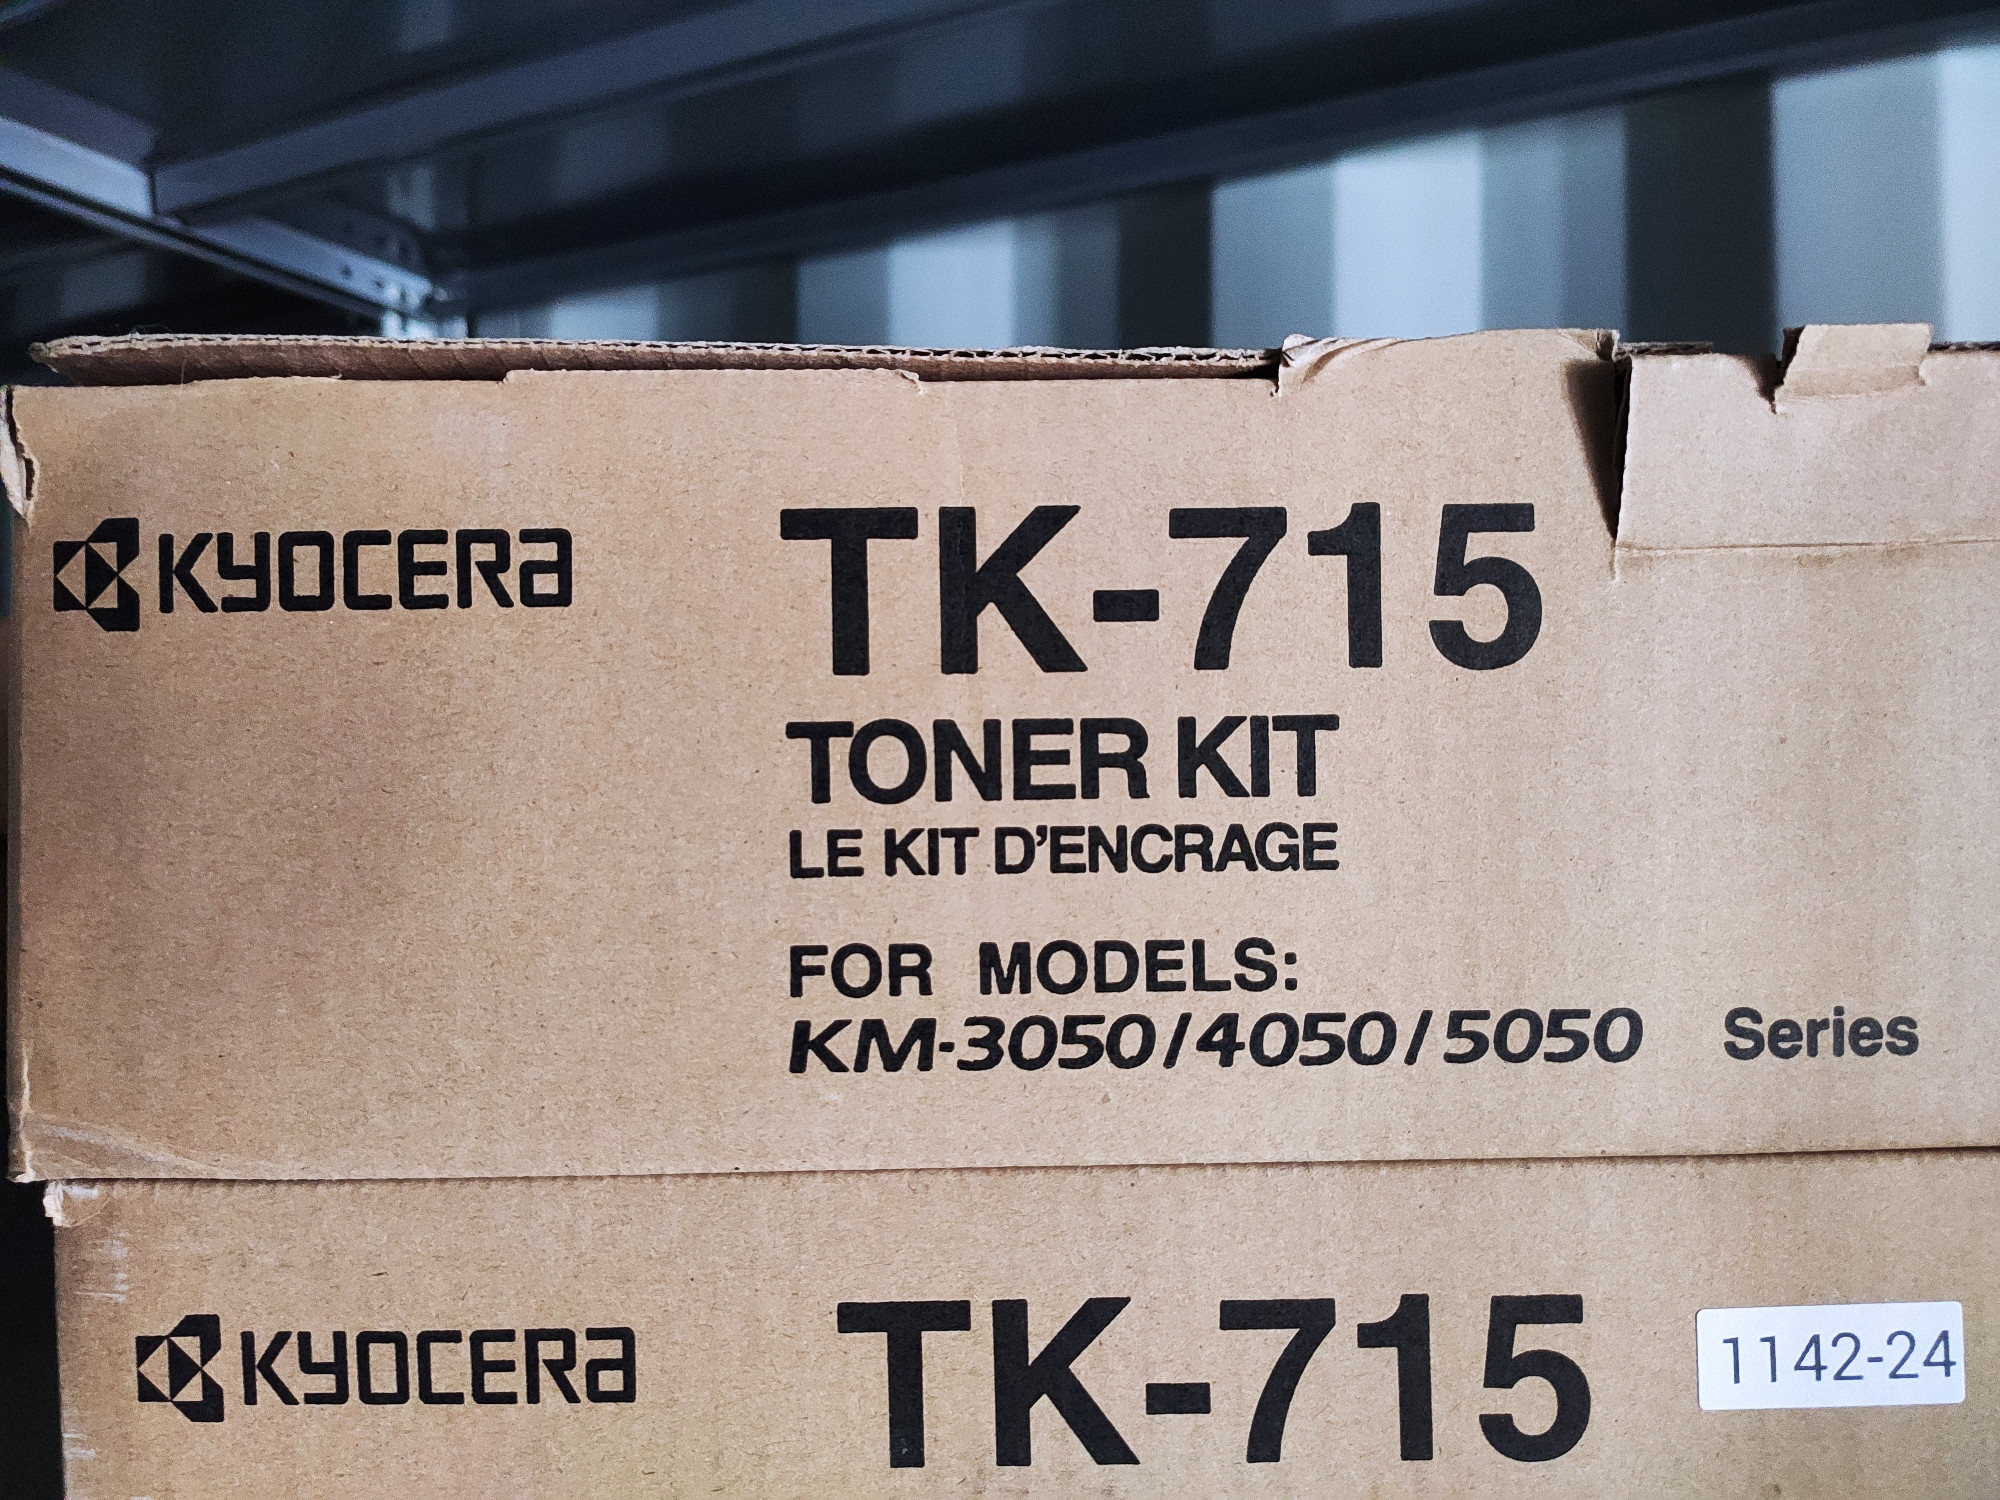 KYOCERA
TK-715
TONER KIT
LE KIT D'ENCRAGE
FOR MODELS:
KM-3050/4050/5050 Series
KYOCERA
TK-715
1142-24